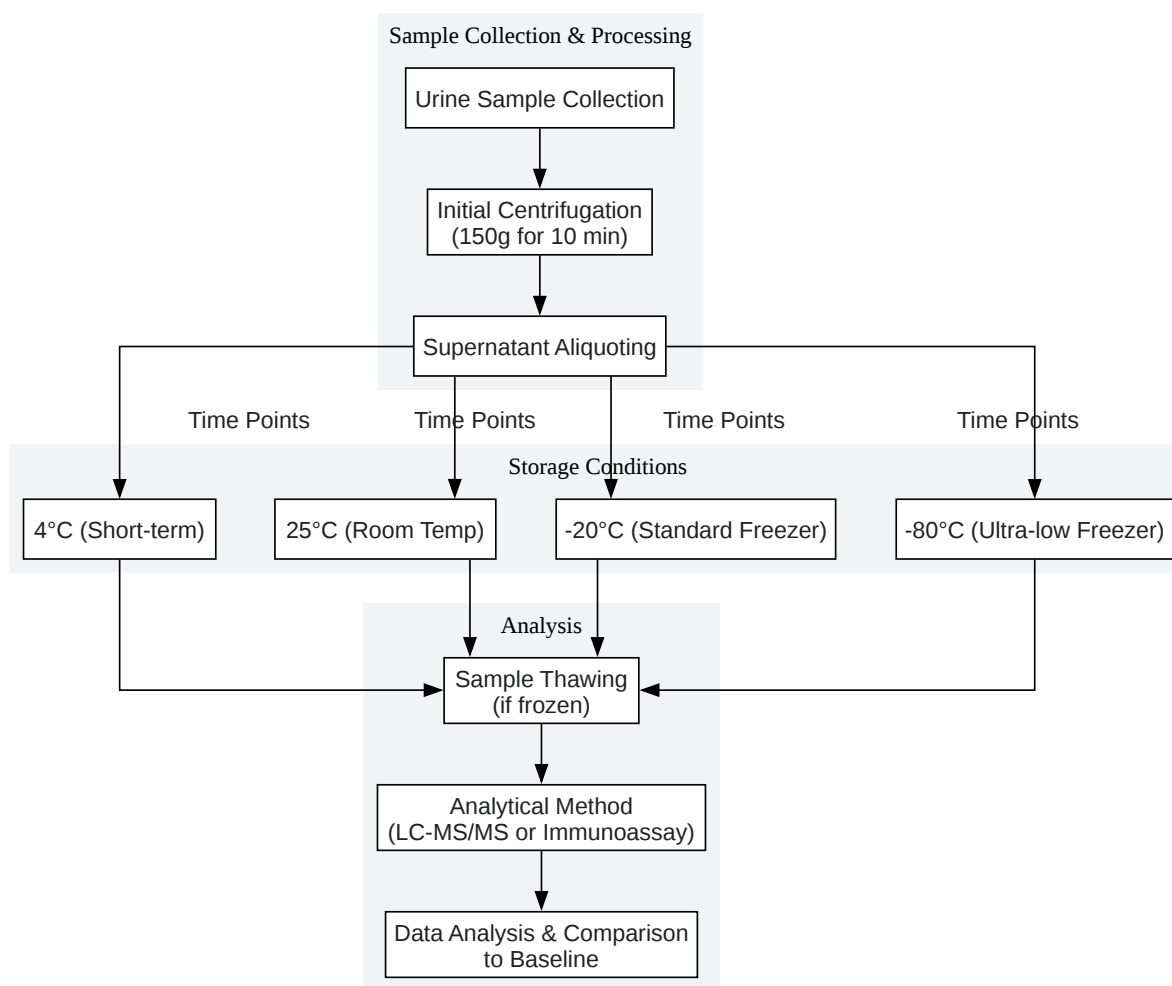 Sample Collection & Processing
Urine Sample Collection
Initial Centrifugation
(150g for 10 min)
Supernatant Aliquoting
Time Points
Time Points
Time Points
Time Points
Storage Conditions
4°C (Short-term)
25°C (Room Temp)
-20°C (Standard Freezer)
-80°C (Ultra-low Freezer)
Analysis
Sample Thawing
(if frozen)
Analytical Method
(LC-MS/MS or Immunoassay)
Data Analysis & Comparison
to Baseline